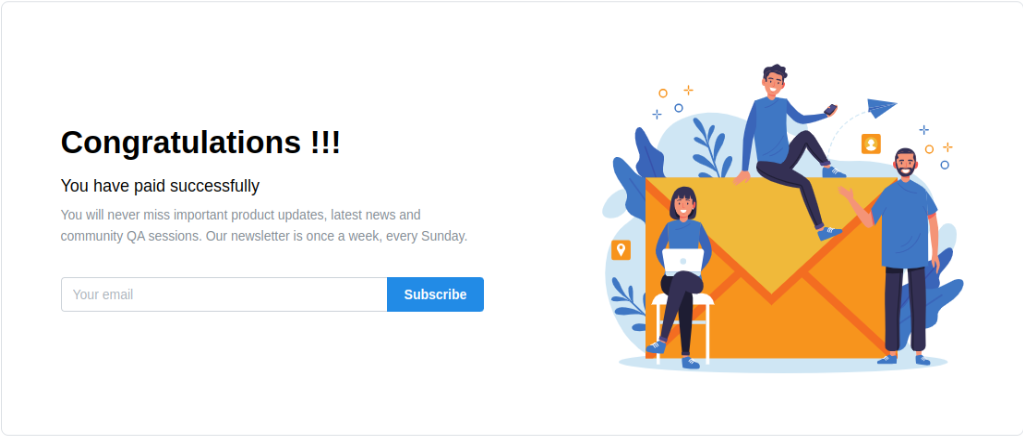 Congratulations !!!
You have paid successfully
You will never miss important product updates, latest news and
community QA sessions. Our newsletter is once a week, every Sunday.
Your email
Subscribe